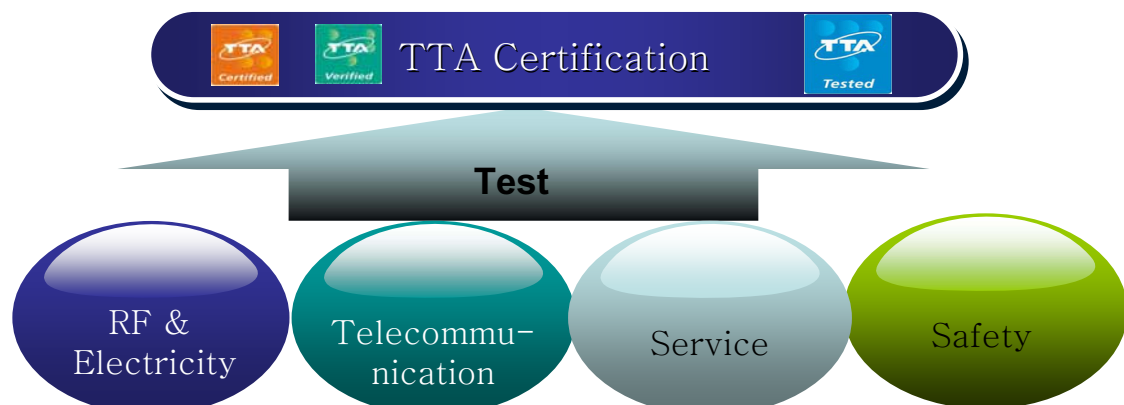 TTA
Certified
TTA
Verified
TTA Certification
TTA
Tested
Test
RF &
Electricity
Telecommu-
nication
Service
Safety